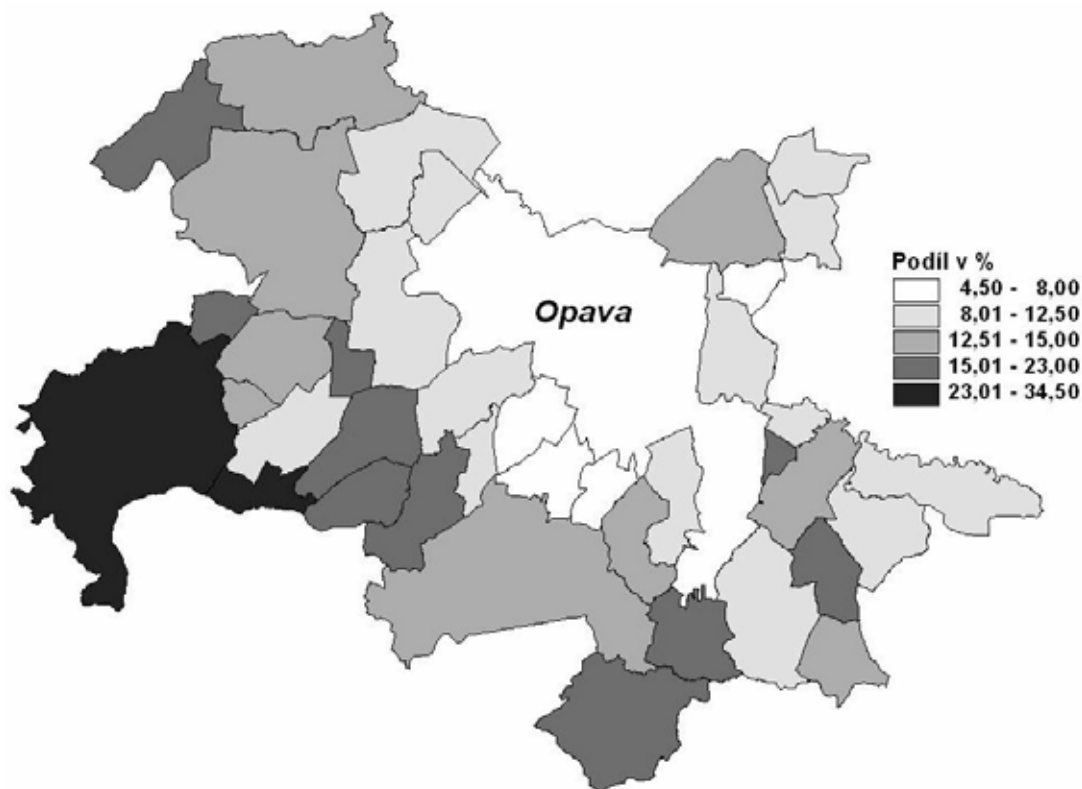 Opava
Podíl v %
4,50 - 8,00
8,01 - 12,50
12,51 - 15,00
15,01 - 23,00
23,01 - 34,50